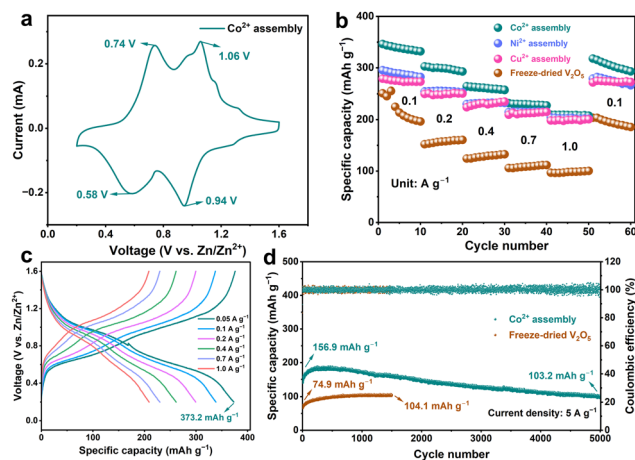 a
Co²⁺ assembly
0.74 V
1.06 V
0.58 V
0.94 V
0.2
0.0
−0.2
Current (mA)
0.0 0.4 0.8 1.2 1.6
Voltage (V vs. Zn/Zn²⁺)
b
Co²⁺ assembly
Ni²⁺ assembly
Cu²⁺ assembly
Freeze-dried V₂O₅
0.1
0.2
0.4
0.7
1.0
0.1
Unit: A g⁻¹
400
300
200
100
0
Specific capacity (mAh g⁻¹)
0 10 20 30 40 50 60
Cycle number
c
0.05 A g⁻¹
0.1 A g⁻¹
0.2 A g⁻¹
0.4 A g⁻¹
0.7 A g⁻¹
1.0 A g⁻¹
373.2 mAh g⁻¹
1.6
1.2
0.8
0.4
0.0
Voltage (V vs. Zn/Zn²⁺)
0 100 200 300 400
Specific capacity (mAh g⁻¹)
d
Co²⁺ assembly
Freeze-dried V₂O₅
156.9 mAh g⁻¹
103.2 mAh g⁻¹
74.9 mAh g⁻¹
104.1 mAh g⁻¹
Current density: 5 A g⁻¹
500
400
300
200
100
0
Specific capacity (mAh g⁻¹)
120
100
80
60
40
20
0
Coulombic efficiency (%)
0 1000 2000 3000 4000 5000
Cycle number